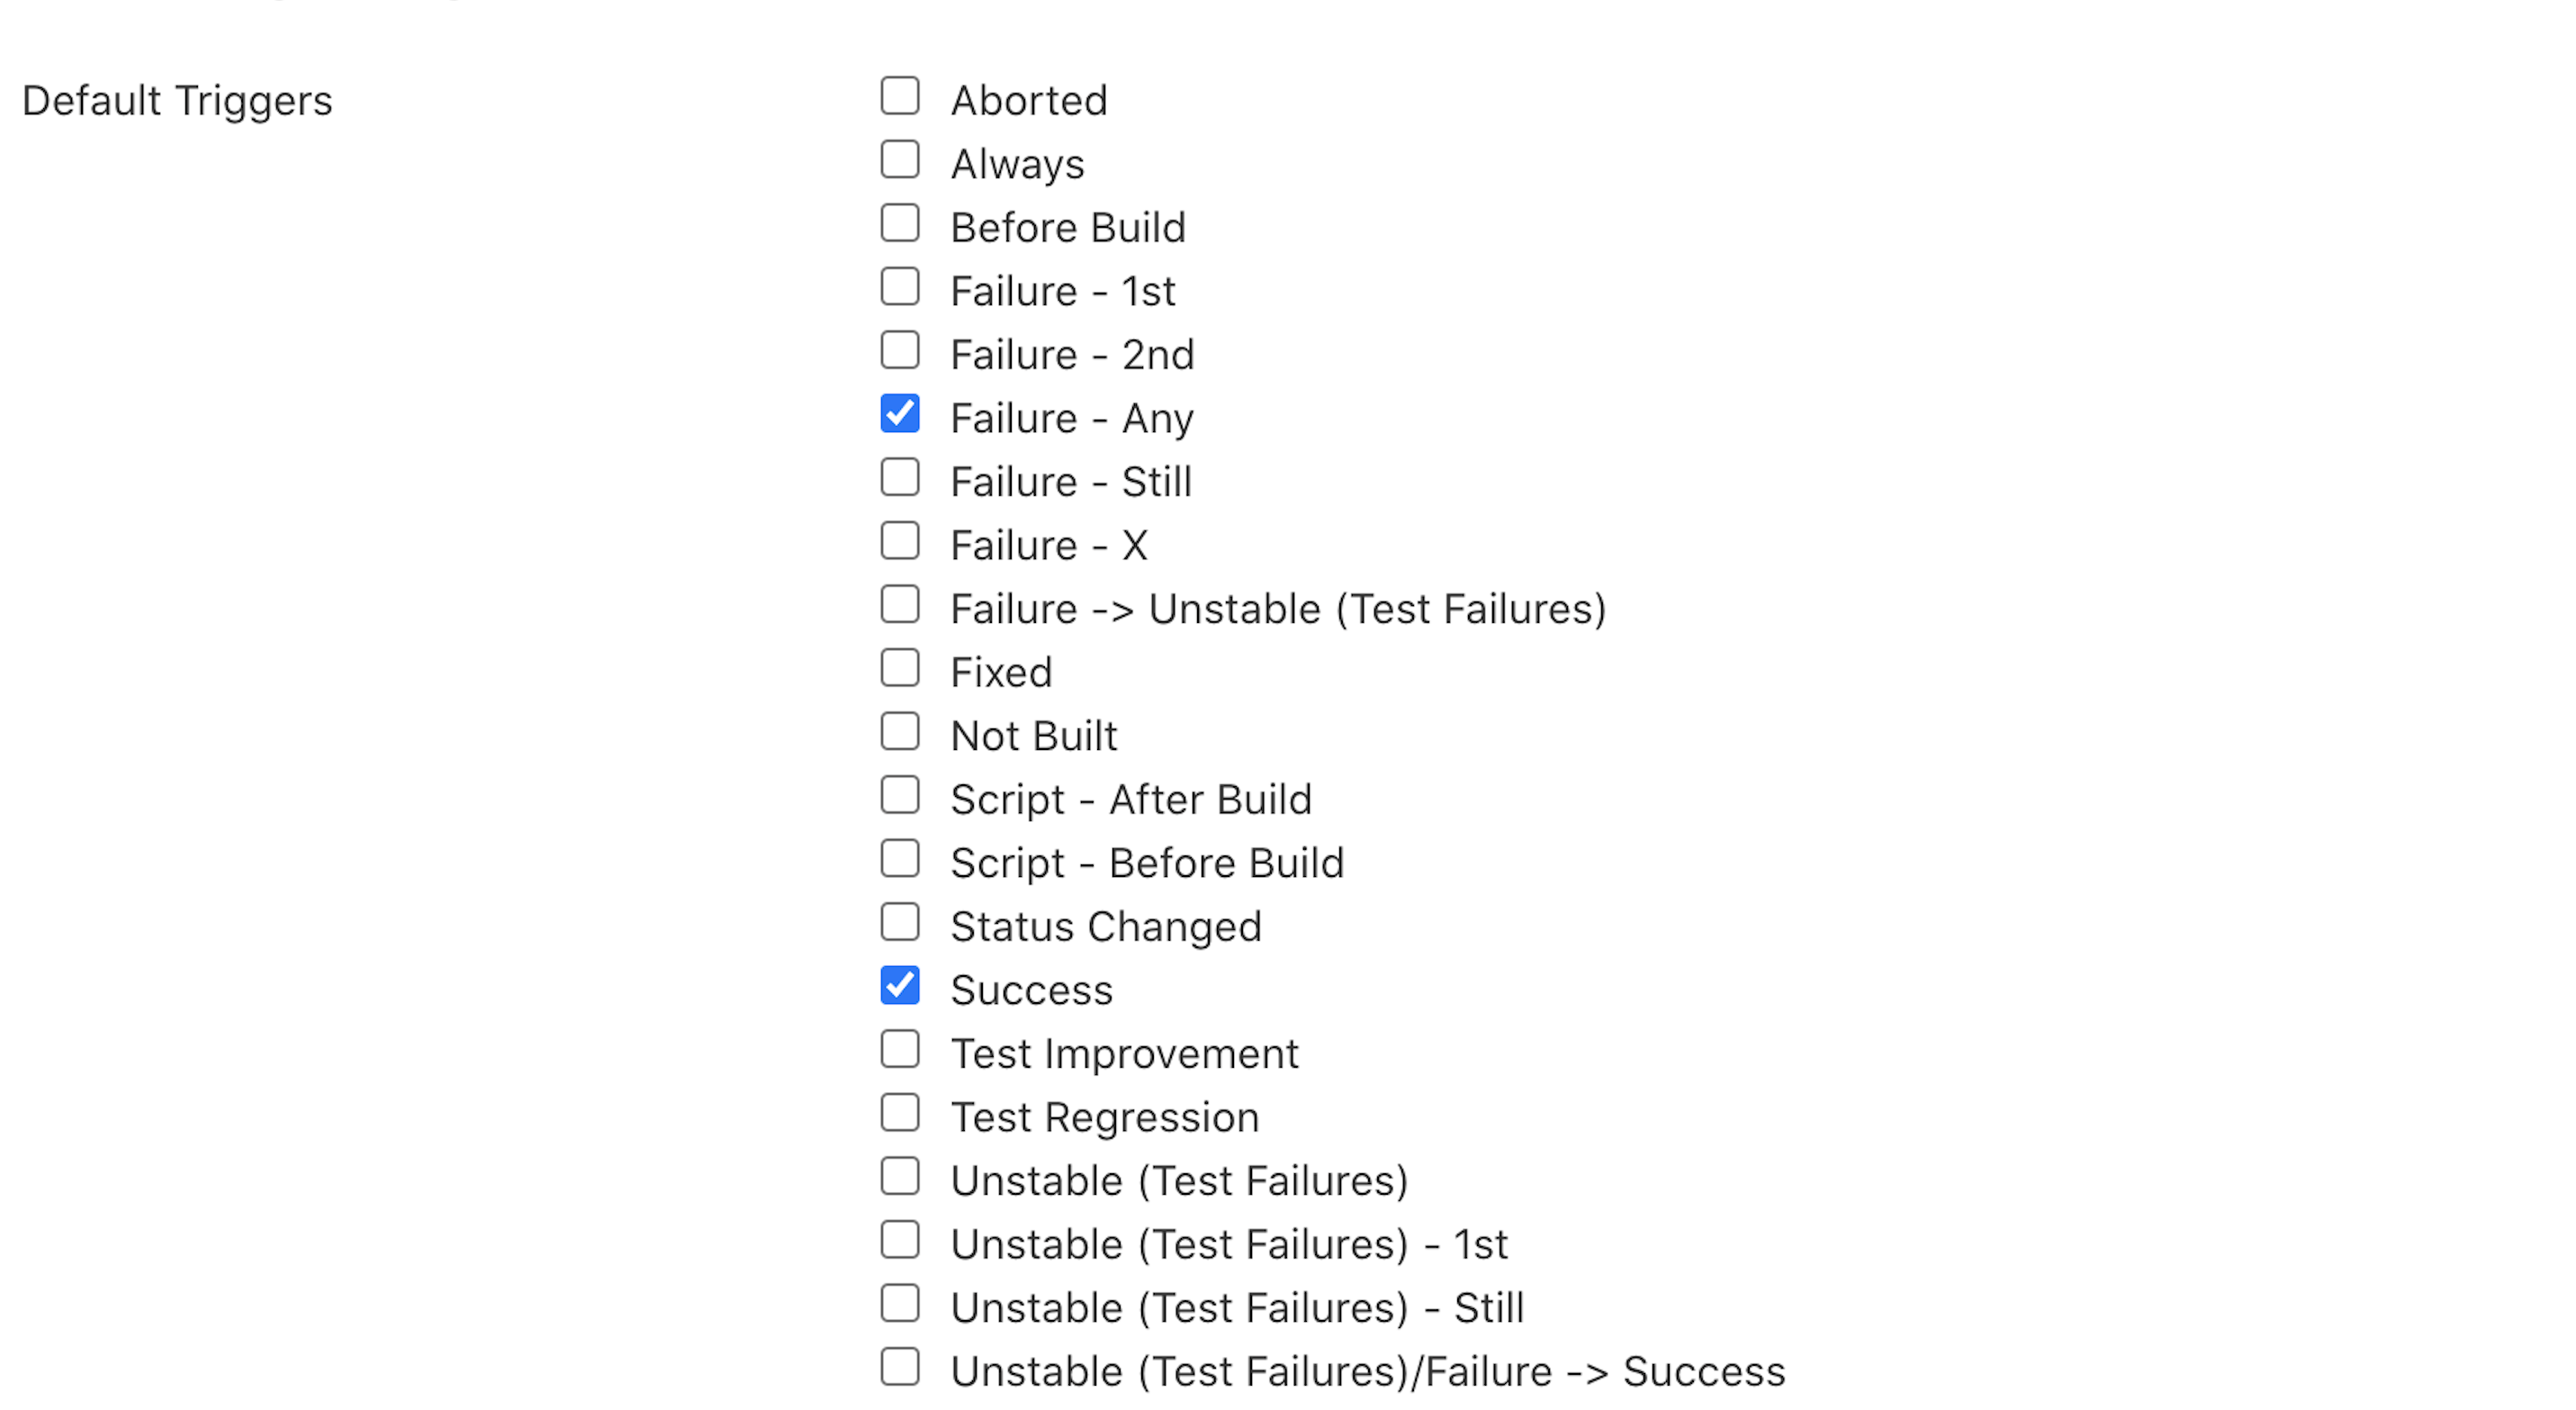 Default Triggers
Aborted
Always
Before Build
Failure - 1st
Failure - 2nd
Failure - Any
Failure - Still
Failure - X
Failure -> Unstable (Test Failures)
Fixed
Not Built
Script - After Build
Script - Before Build
Status Changed
Success
Test Improvement
Test Regression
Unstable (Test Failures)
Unstable (Test Failures) - 1st
Unstable (Test Failures) - Still
Unstable (Test Failures)/Failure -> Success